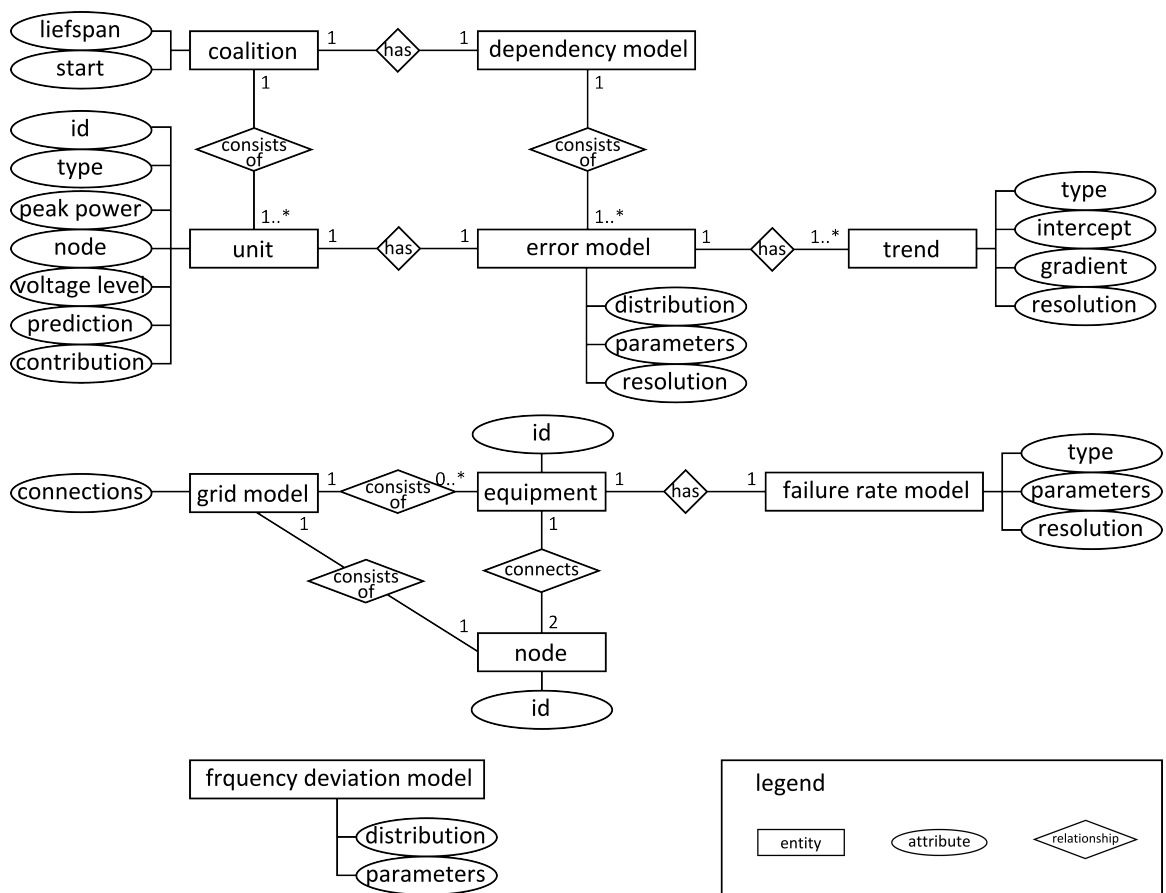 liefspan
start
coalition
1
has
1
dependency model
1
1
consists
of
consists
of
id
type
peak power
node
voltage level
prediction
contribution
1..*
unit
1
has
1
1..*
error model
1
has
1..*
trend
type
intercept
gradient
resolution
distribution
parameters
resolution
id
connections
grid model
1
consists
of
0..*
equipment
1
has
1
failure rate model
type
parameters
resolution
1
consists
of
1
1
connects
2
node
id
frquency deviation model
distribution
parameters
legend
entity
attribute
relationship